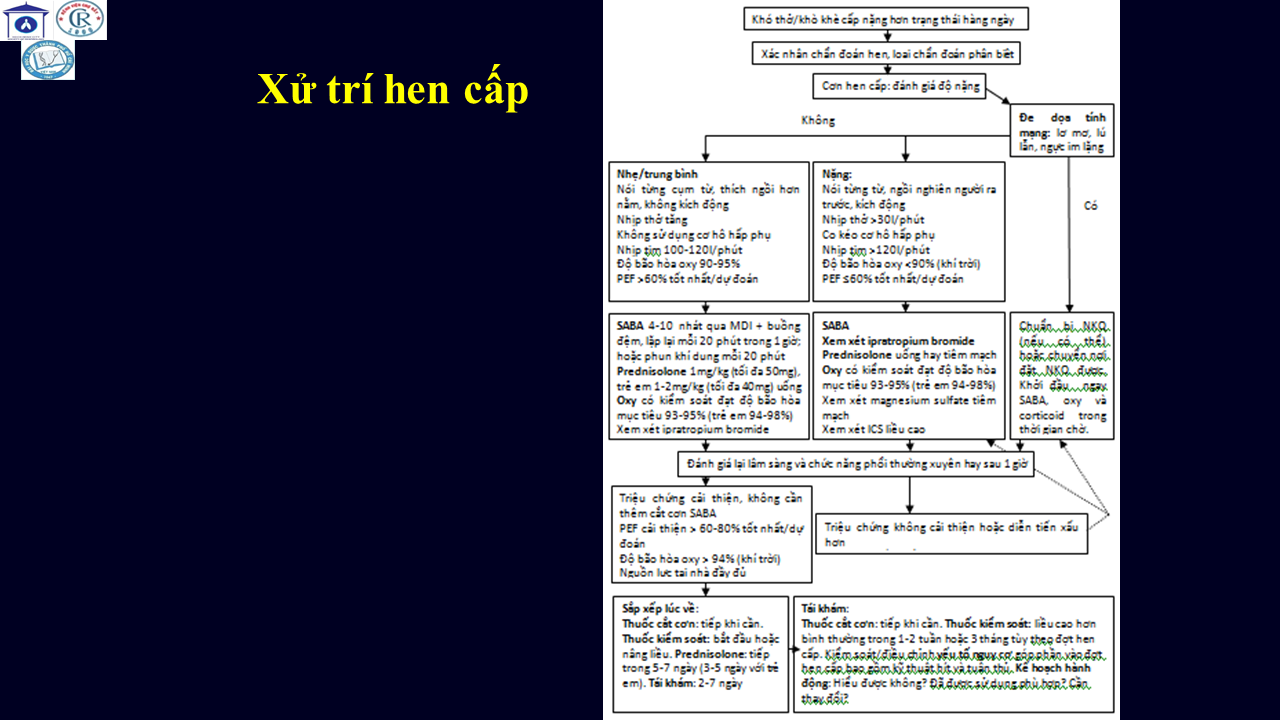 Xử trí hen cấp
Khó thở/khò khè cấp nặng hơn trạng thái hàng ngày
Xác nhân chẩn đoán hen, loại chẩn đoán phân biệt
Cơn hen cấp: đánh giá độ nặng
Đe dọa tính
mạng: lơ mơ, lú
lẫn, ngực im lặng
Không
Có
Nhẹ/trung bình
Nói từng cụm từ, thích ngồi hơn
nằm, không kích động
Nhịp thở tăng
Không sử dụng cơ hô hấp phụ
Nhịp tim 100-120l/phút
Độ bão hòa oxy 90-95%
PEF >60% tốt nhất/dự đoán
Nặng:
Nói từng từ, ngồi nghiên người ra
trước, kích động
Nhịp thở >30l/phút
Co kéo cơ hô hấp phụ
Nhịp tim >120l/phút
Độ bão hòa oxy <90% (khí trời)
PEF ≤60% tốt nhất/dự đoán
SABA 4-10 nhát qua MDI + buồng
đệm, lặp lại mỗi 20 phút trong 1 giờ;
hoặc phun khí dung mỗi 20 phút
Prednisolone 1mg/kg (tối đa 50mg),
trẻ em 1-2mg/kg (tối đa 40mg) uống
Oxy có kiểm soát đạt độ bão hòa
mục tiêu 93-95% (trẻ em 94-98%)
Xem xét ipratropium bromide
SABA
Xem xét ipratropium bromide
Prednisolone uống hay tiêm mạch
Oxy có kiểm soát đạt độ bão hòa
mục tiêu 93-95% (trẻ em 94-98%)
Xem xét magnesium sulfate tiêm
mạch
Xem xét ICS liều cao
Chuẩn bị NKQ
(nếu có thể)
hoặc chuyển nơi
đặt NKQ được.
Khởi đầu ngay
SABA, oxy và
corticoid trong
thời gian chờ.
Đánh giá lại lâm sàng và chức năng phổi thường xuyên hay sau 1 giờ
Triệu chứng cải thiện, không cần
thêm cắt cơn SABA
PEF cải thiện > 60-80% tốt nhất/dự
đoán
Độ bão hòa oxy > 94% (khí trời)
Nguồn lực tại nhà đầy đủ
Triệu chứng không cải thiện hoặc diễn tiến xấu
hơn
Sắp xếp lúc về:
Thuốc cắt cơn: tiếp khi cần.
Thuốc kiểm soát: bắt đầu hoặc
nâng liều. Prednisolone: tiếp
trong 5-7 ngày (3-5 ngày với trẻ
em). Tái khám: 2-7 ngày
Tái khám:
Thuốc cắt cơn: tiếp khi cần. Thuốc kiểm soát: liều cao hơn
bình thường trong 1-2 tuần hoặc 3 tháng tùy theo đợt hen
cấp. Kiểm soát/điều chỉnh yếu tố nguy cơ góp phần vào đợt
hen cấp bao gồm kỹ thuật hít và tuân thủ. Kế hoạch hành
động: Hiểu được không? Đã được sử dụng phù hợp? Cần
thay đổi?